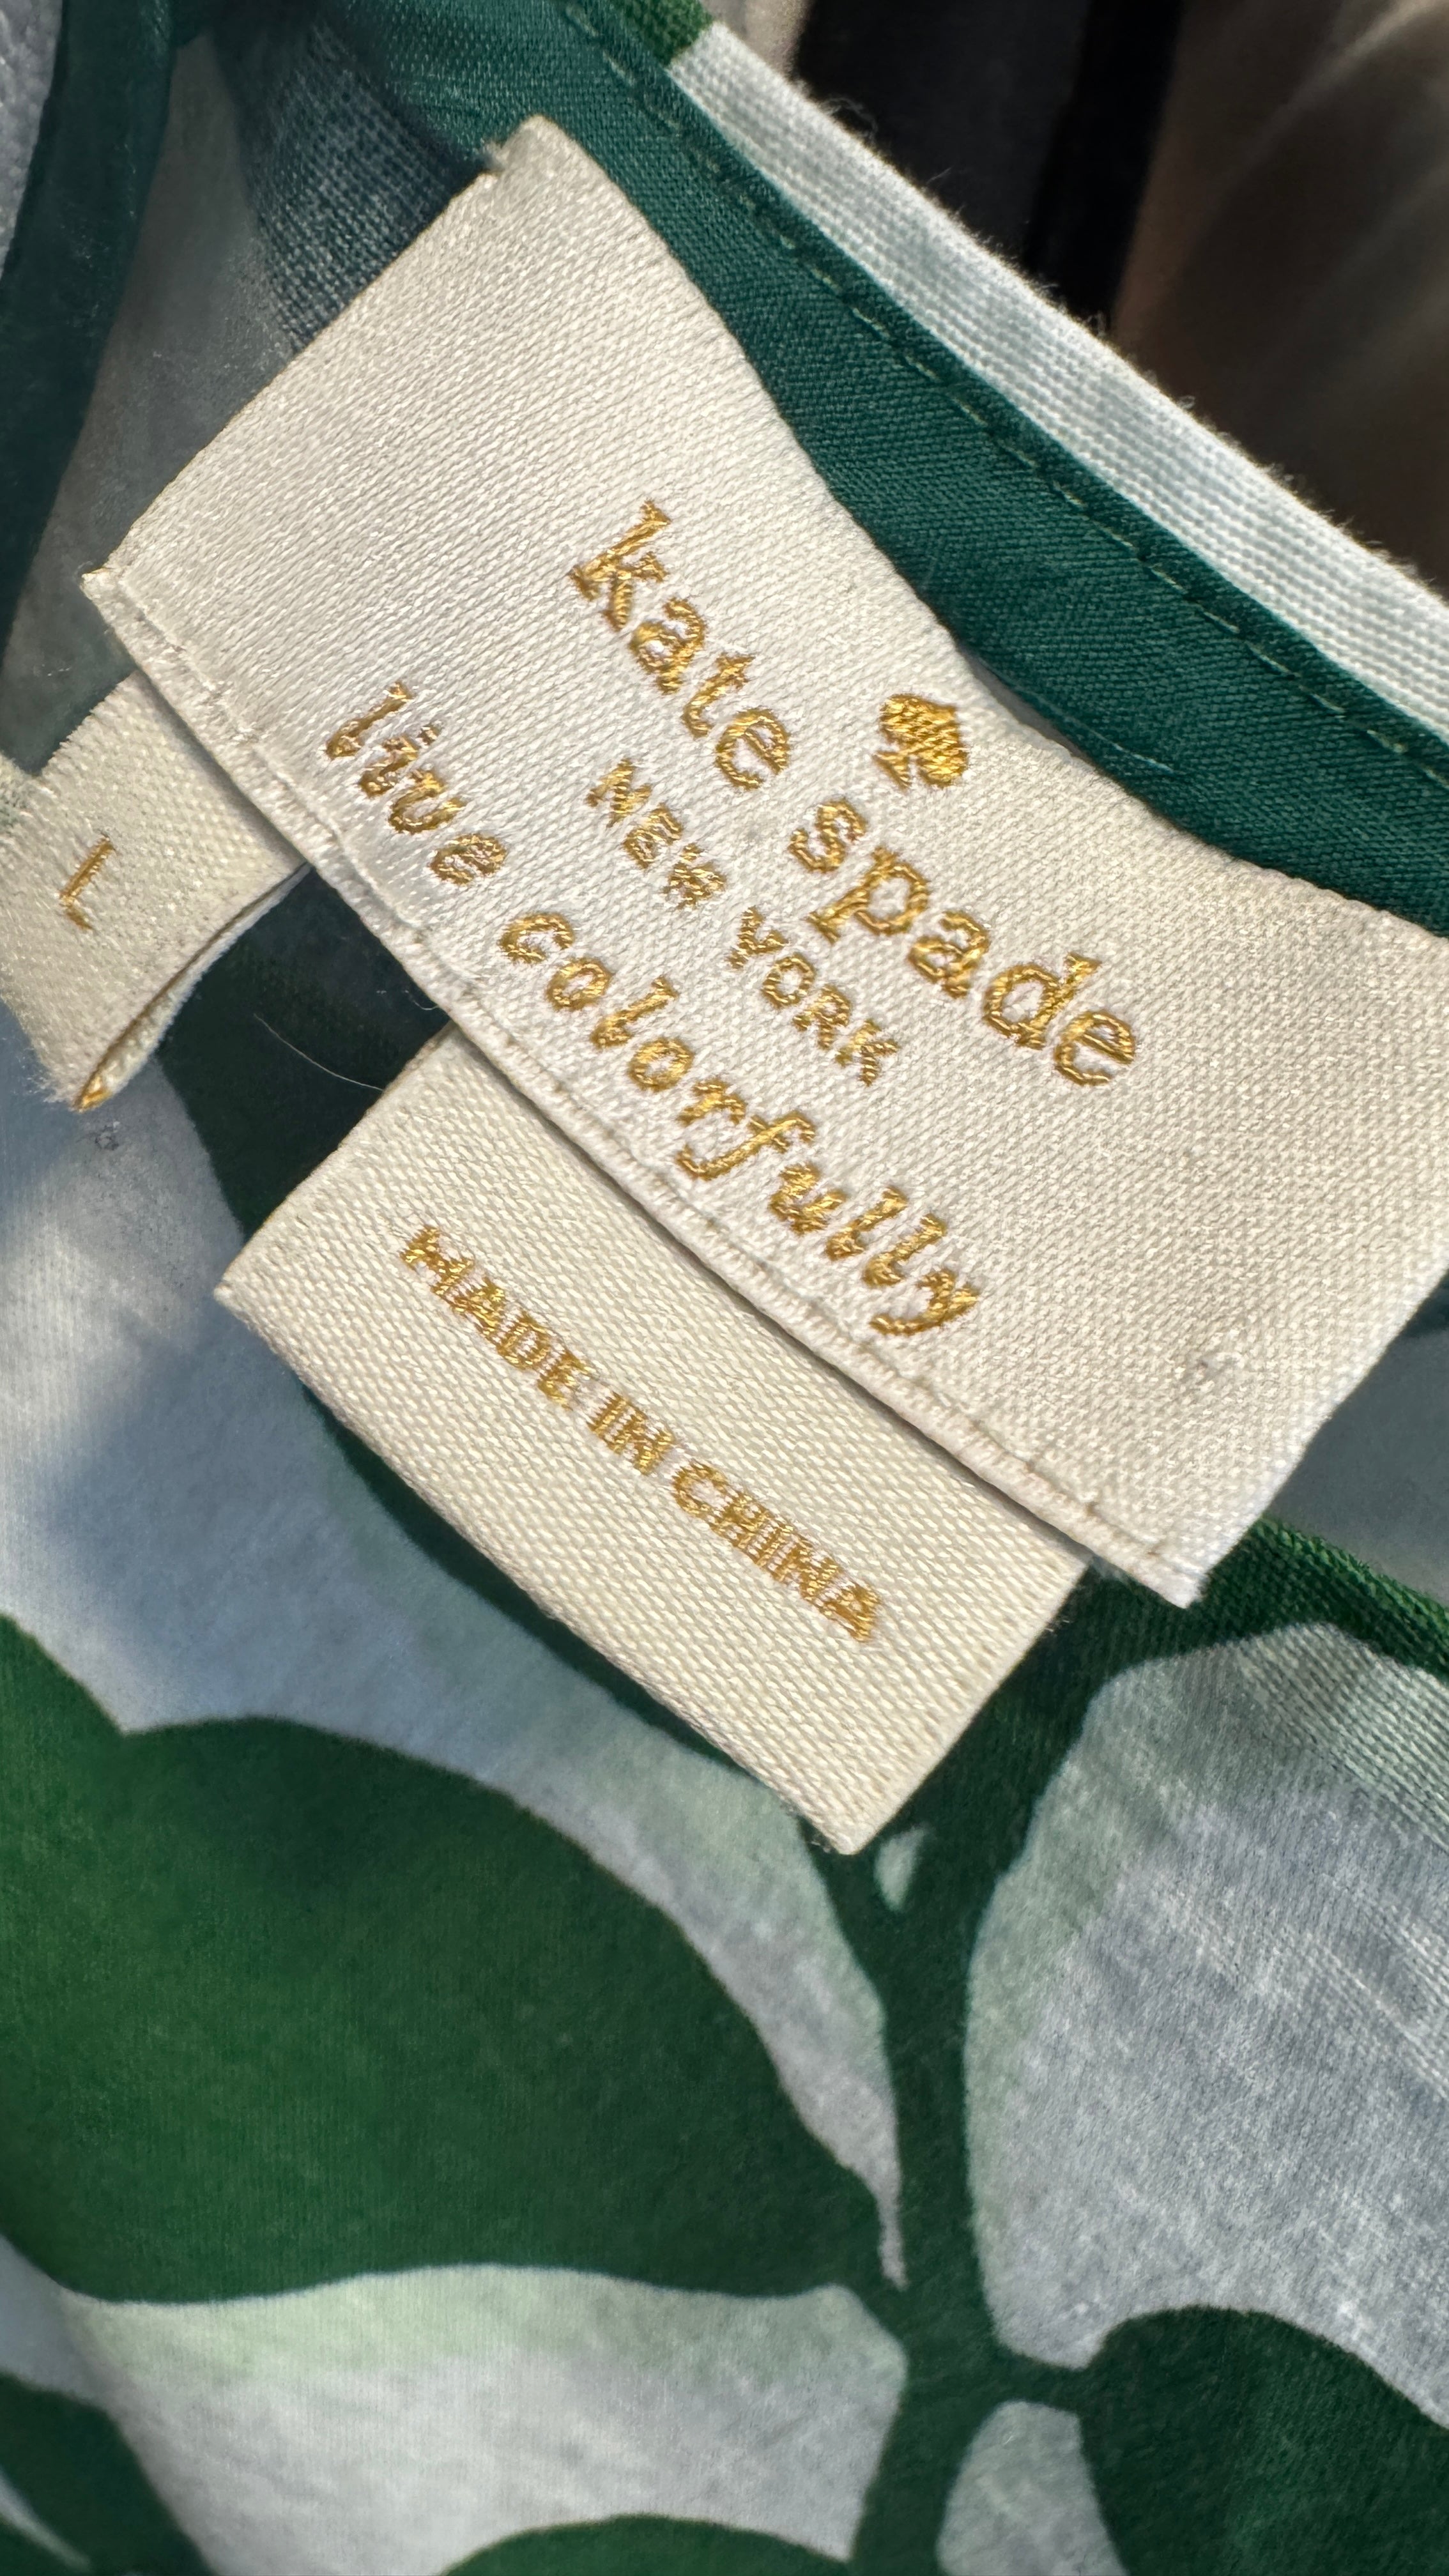 kate spade
NEW YORK
live colorfully
L
MADE IN CHINA